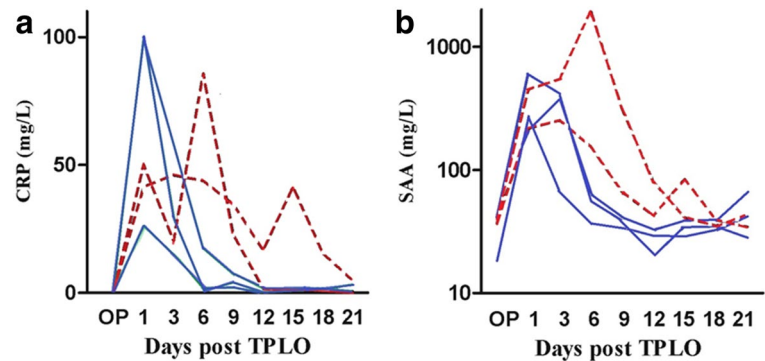 a
CRP (mg/L)
100
50
0
OP 1 3 6 9 12 15 18 21
Days post TPLO
b
SAA (mg/L)
1000
100
10
OP 1 3 6 9 12 15 18 21
Days post TPLO